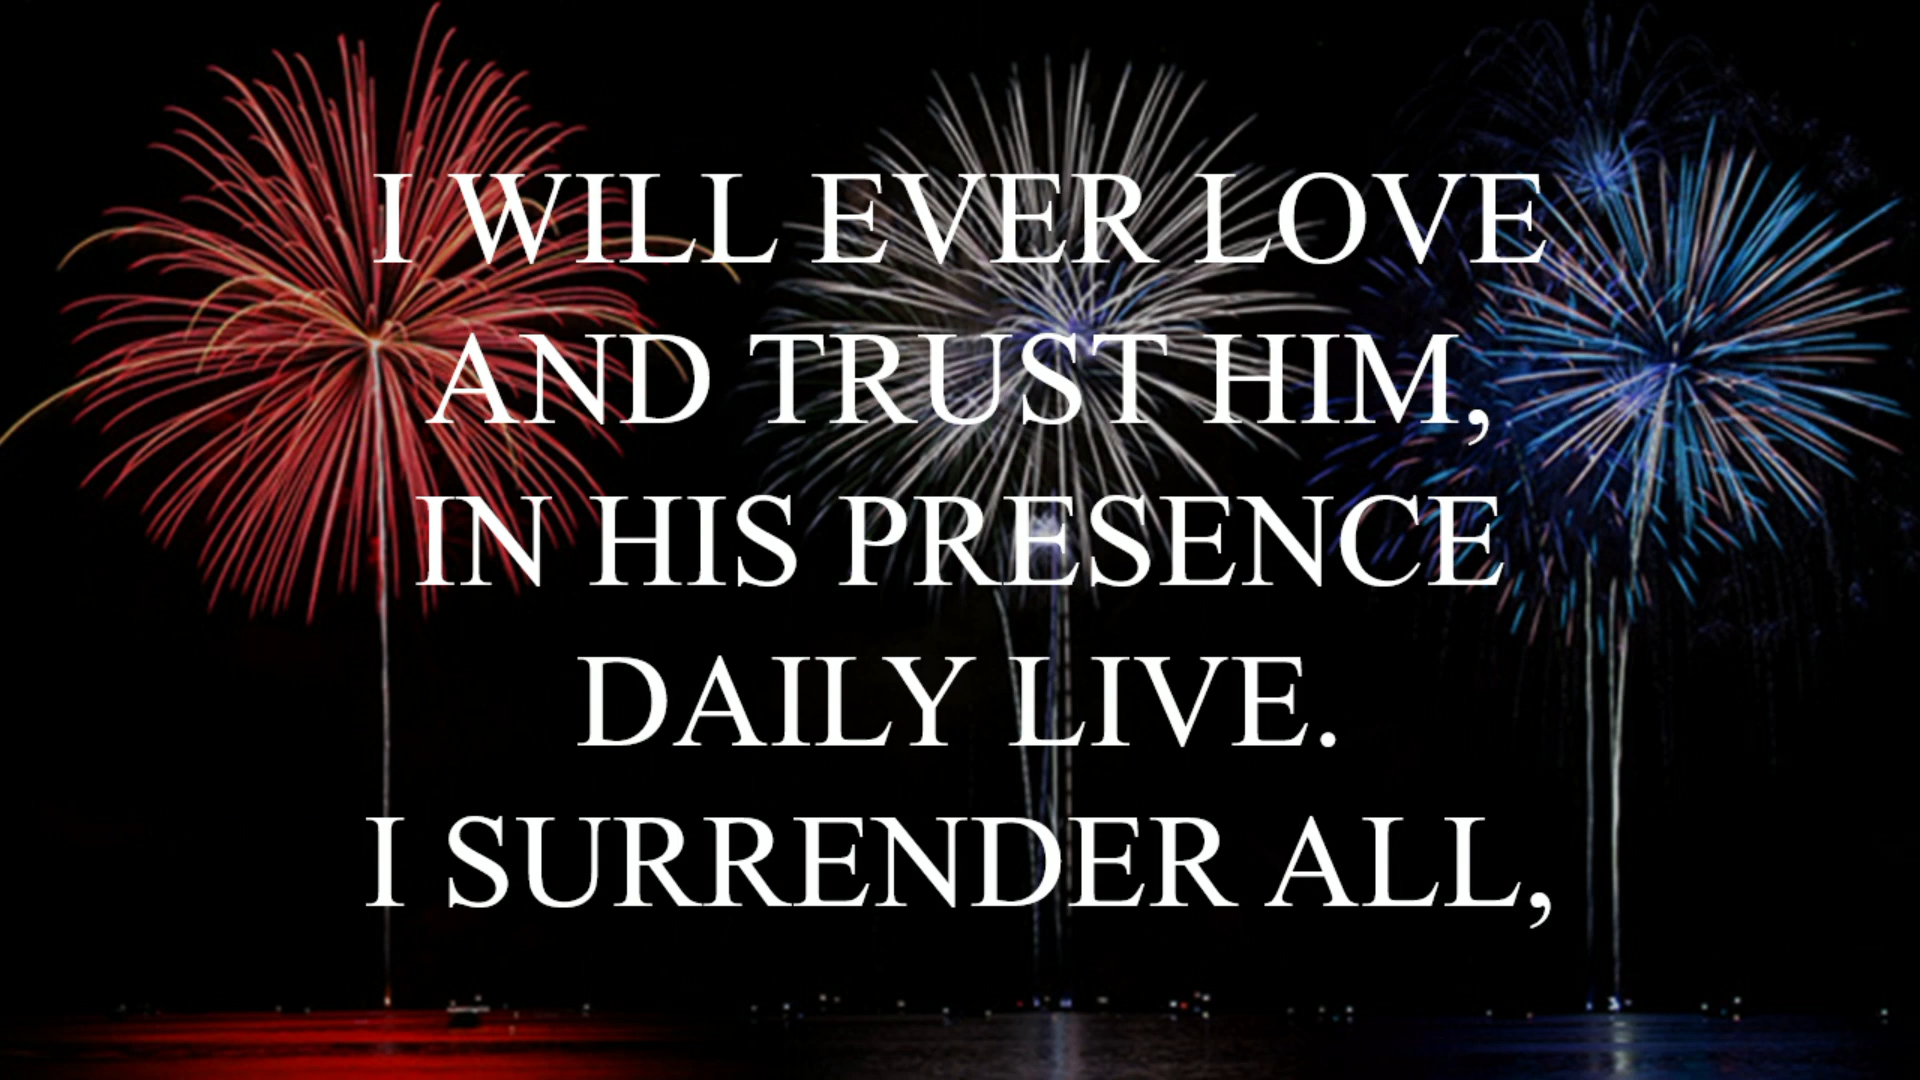 I WILL EVER LOVE
AND TRUST HIM,
IN HIS PRESENCE
DAILY LIVE.
I SURRENDER ALL,